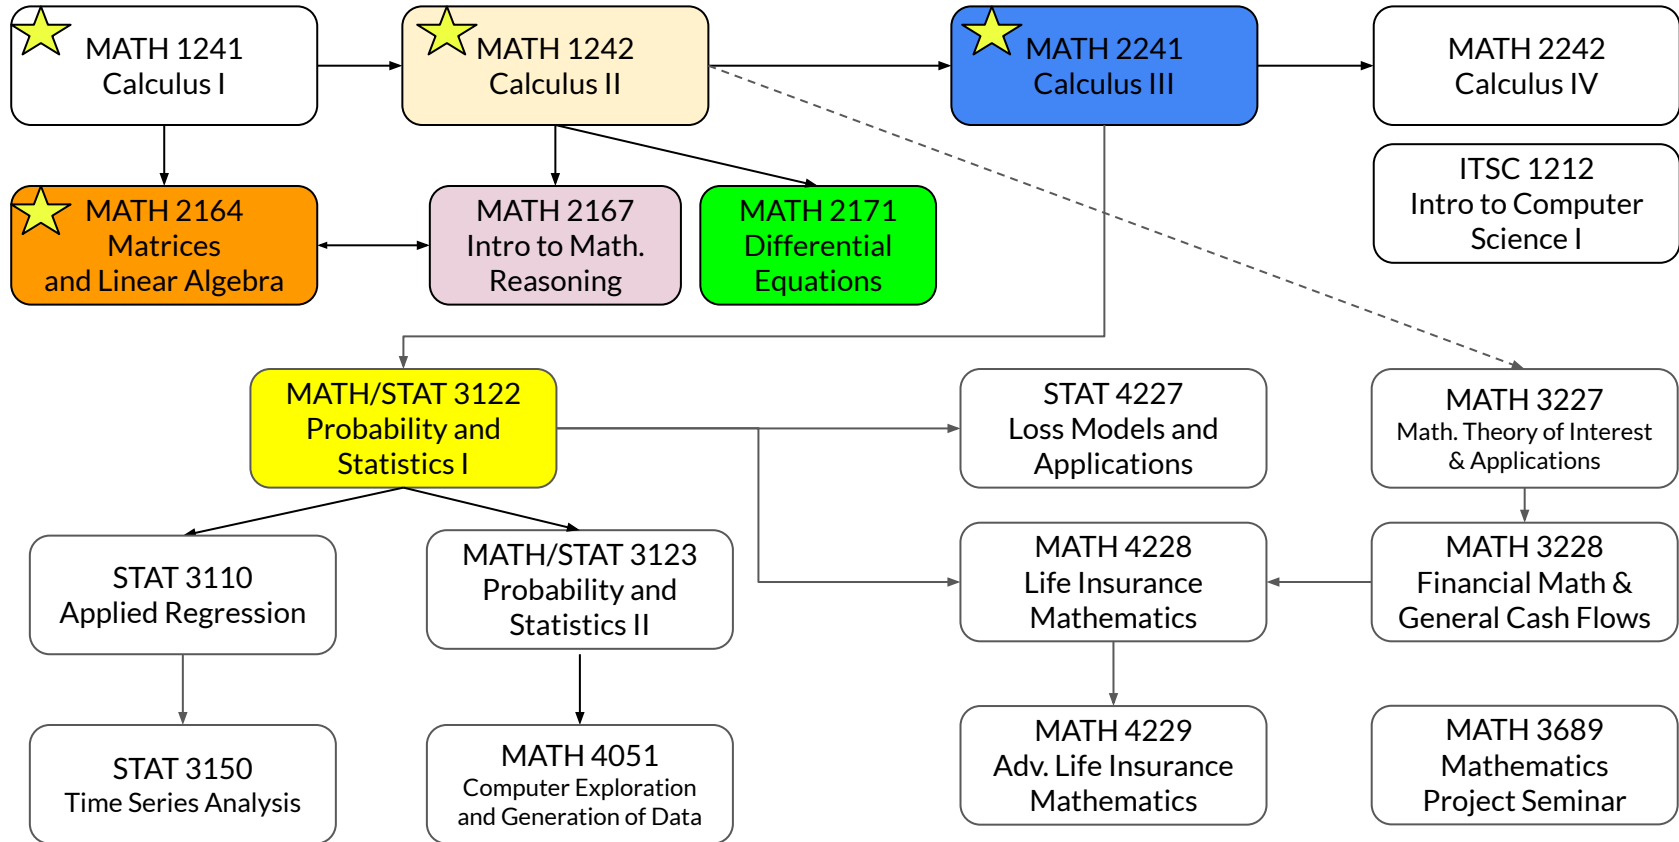 MATH 1241
Calculus I
MATH 1242
Calculus II
MATH 2241
Calculus III
MATH 2242
Calculus IV
ITSC 1212
Intro to Computer
Science I
MATH 2164
Matrices
and Linear Algebra
MATH 2167
Intro to Math.
Reasoning
MATH 2171
Differential
Equations
MATH/STAT 3122
Probability and
Statistics I
STAT 4227
Loss Models and
Applications
MATH 3227
Math. Theory of Interest
& Applications
STAT 3110
Applied Regression
MATH/STAT 3123
Probability and
Statistics II
MATH 4228
Life Insurance
Mathematics
MATH 3228
Financial Math &
General Cash Flows
STAT 3150
Time Series Analysis
MATH 4051
Computer Exploration
and Generation of Data
MATH 4229
Adv. Life Insurance
Mathematics
MATH 3689
Mathematics
Project Seminar